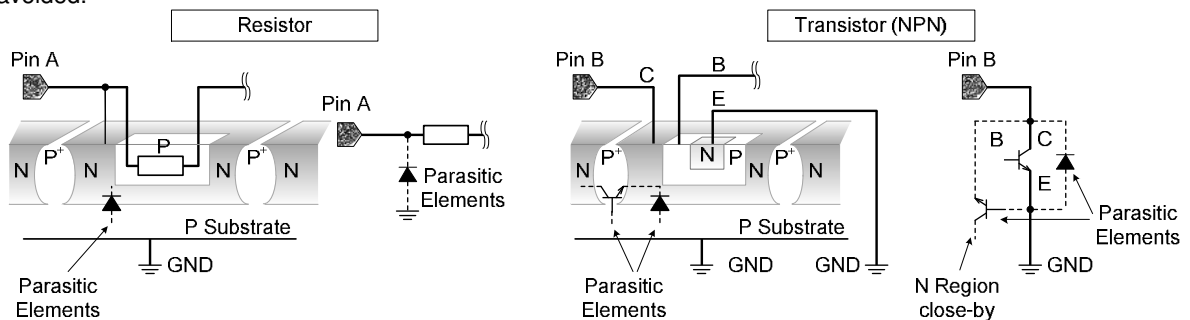 avoided.
Resistor
Transistor (NPN)
Pin A
Pin A
N
P+
N
P
N
P+
N
Parasitic
Elements
P Substrate
GND
Parasitic
Elements
Pin B
C
B
E
N
P+
N
N
P
N
P+
N
P Substrate
GND
GND
Parasitic
Elements
Pin B
B
C
E
Parasitic
Elements
GND
N Region
close-by